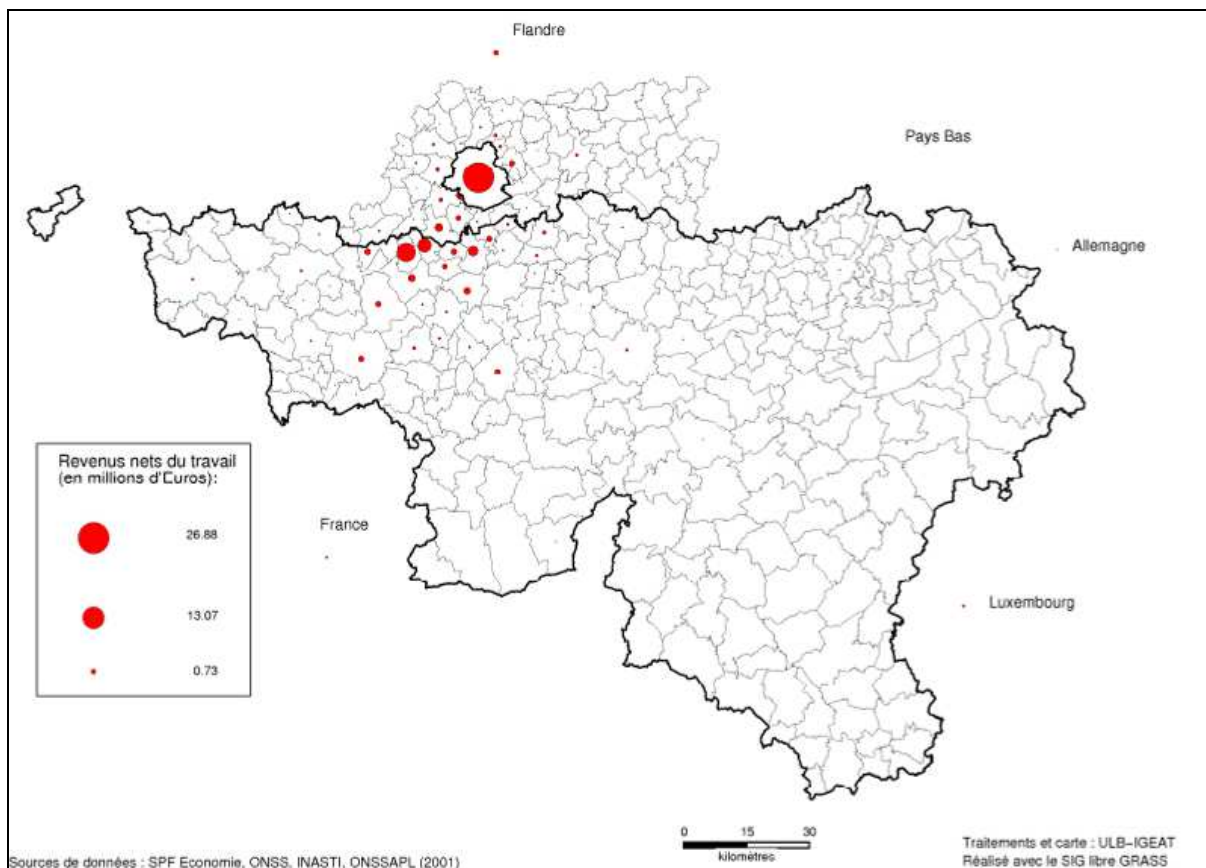 Flandre
Pays Bas
Allemagne
Revenus nets du travail
(en millions d'Euros):
26.88
13.07
0.73
France
Luxembourg
0 15 30
kilomètres
Sources de données : SPF Economie, ONSS, INASTI, ONSSAPL (2001)
Traitements et carte : ULB-IGEAT
Réalisé avec le SIG libre GRASS